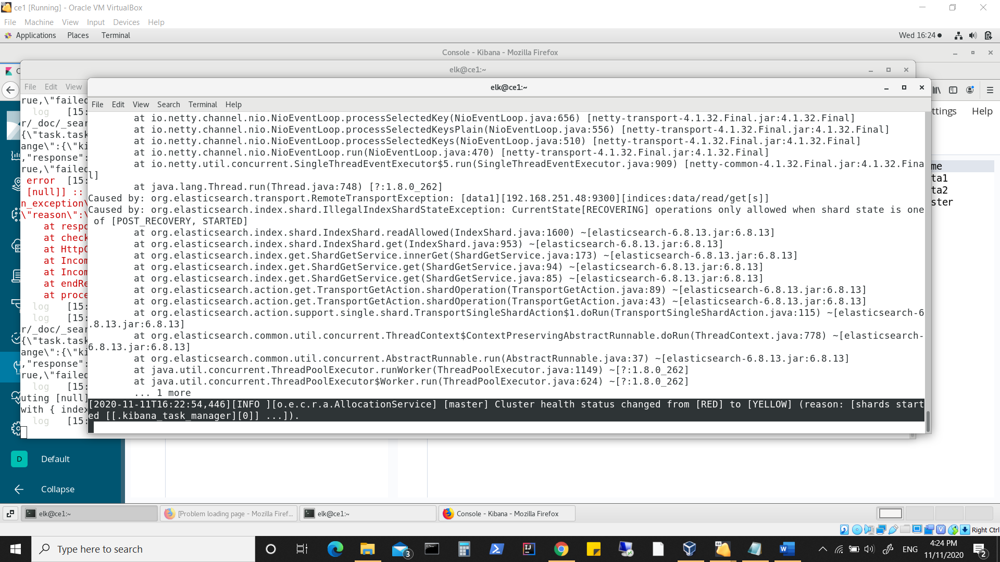 ce1 [Running] - Oracle VM VirtualBox
File Machine View Input Devices Help
Applications Places Terminal
Wed 16:24
Console - Kibana - Mozilla Firefox
elk@ce1:~
File Edit View
elk@ce1:~
File Edit View Search Terminal Help
ttings Help
at io.netty.channel.nio.NioEventLoop.processSelectedKey(NioEventLoop.java:656) [netty-transport-4.1.32.Final.jar:4.1.32.Final]
at io.netty.channel.nio.NioEventLoop.processSelectedKeysPlain(NioEventLoop.java:556) [netty-transport-4.1.32.Final.jar:4.1.32.Final]
at io.netty.channel.nio.NioEventLoop.processSelectedKeys(NioEventLoop.java:510) [netty-transport-4.1.32.Final.jar:4.1.32.Final]
at io.netty.channel.nio.NioEventLoop.run(NioEventLoop.java:470) [netty-transport-4.1.32.Final.jar:4.1.32.Final]
at io.netty.util.concurrent.SingleThreadEventExecutor$5.run(SingleThreadEventExecutor.java:909) [netty-common-4.1.32.Final.jar:4.1.32.Fina
l]
at java.lang.Thread.run(Thread.java:748) [?:1.8.0_262]
Caused by: org.elasticsearch.transport.RemoteTransportException: [data1][192.168.251.48:9300][indices:data/read/get[s]]
Caused by: org.elasticsearch.index.shard.IllegalIndexShardStateException: CurrentState[RECOVERING] operations only allowed when shard state is one
of [POST_RECOVERY, STARTED]
at org.elasticsearch.index.shard.IndexShard.readAllowed(IndexShard.java:1600) ~[elasticsearch-6.8.13.jar:6.8.13]
at org.elasticsearch.index.shard.IndexShard.get(IndexShard.java:953) ~[elasticsearch-6.8.13.jar:6.8.13]
at org.elasticsearch.index.get.ShardGetService.innerGet(ShardGetService.java:173) ~[elasticsearch-6.8.13.jar:6.8.13]
at org.elasticsearch.index.get.ShardGetService.get(ShardGetService.java:94) ~[elasticsearch-6.8.13.jar:6.8.13]
at org.elasticsearch.index.get.ShardGetService.get(ShardGetService.java:85) ~[elasticsearch-6.8.13.jar:6.8.13]
at org.elasticsearch.action.get.TransportGetAction.shardOperation(TransportGetAction.java:89) ~[elasticsearch-6.8.13.jar:6.8.13]
at org.elasticsearch.action.get.TransportGetAction.shardOperation(TransportGetAction.java:43) ~[elasticsearch-6.8.13.jar:6.8.13]
at org.elasticsearch.action.support.single.shard.TransportSingleShardAction$1.doRun(TransportSingleShardAction.java:115) ~[elasticsearch-6
.8.13.jar:6.8.13]
at org.elasticsearch.common.util.concurrent.ThreadContext$ContextPreservingAbstractRunnable.doRun(ThreadContext.java:778) ~[elasticsearch-
6.8.13.jar:6.8.13]
at org.elasticsearch.common.util.concurrent.AbstractRunnable.run(AbstractRunnable.java:37) ~[elasticsearch-6.8.13.jar:6.8.13]
at java.util.concurrent.ThreadPoolExecutor.runWorker(ThreadPoolExecutor.java:1149) ~[?:1.8.0_262]
at java.util.concurrent.ThreadPoolExecutor$Worker.run(ThreadPoolExecutor.java:624) ~[?:1.8.0_262]
... 1 more
[2020-11-11T16:22:54,446][INFO ][o.e.c.r.a.AllocationService] [master] Cluster health status changed from [RED] to [YELLOW] (reason: [shards start
ed [[.kibana_task_manager][0]] ...]).
rue,\"failed
log [15:
r/_doc/_sear
{\"task.task
ange\":{\"ki
,"response":
rue,\"failed
error [15:
[null]] ::
n_exception\
\"reason\":\
at respo
at check
at HttpC
at Incom
at Incom
at endRe
at proce
log [15:
log [15:
r/_doc/_sear
{\"task.task
ange\":{\"ki
,"response":
rue,\"failed
log [15:
uting [null]
with { index
log [15:
me
ta1
ta2
ster
D Default
Collapse
elk@ce1:~
[Problem loading page - Mozilla Firef...
elk@ce1:~
Console - Kibana - Mozilla Firefox
Right Ctrl
Type here to search
3
ENG
4:24 PM
11/11/2020
2